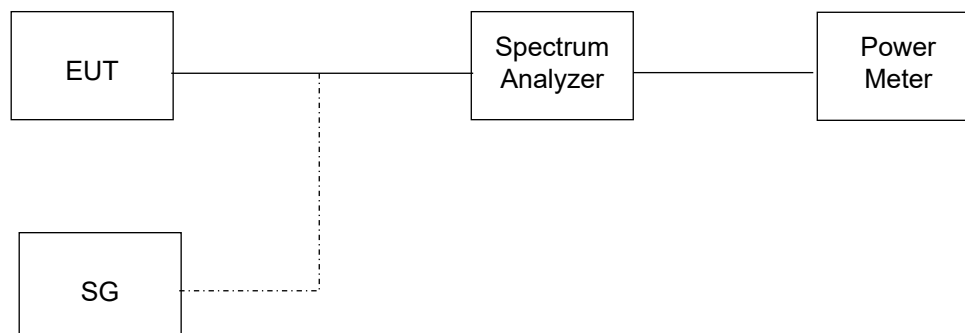 EUT
Spectrum
Analyzer
Power
Meter
SG